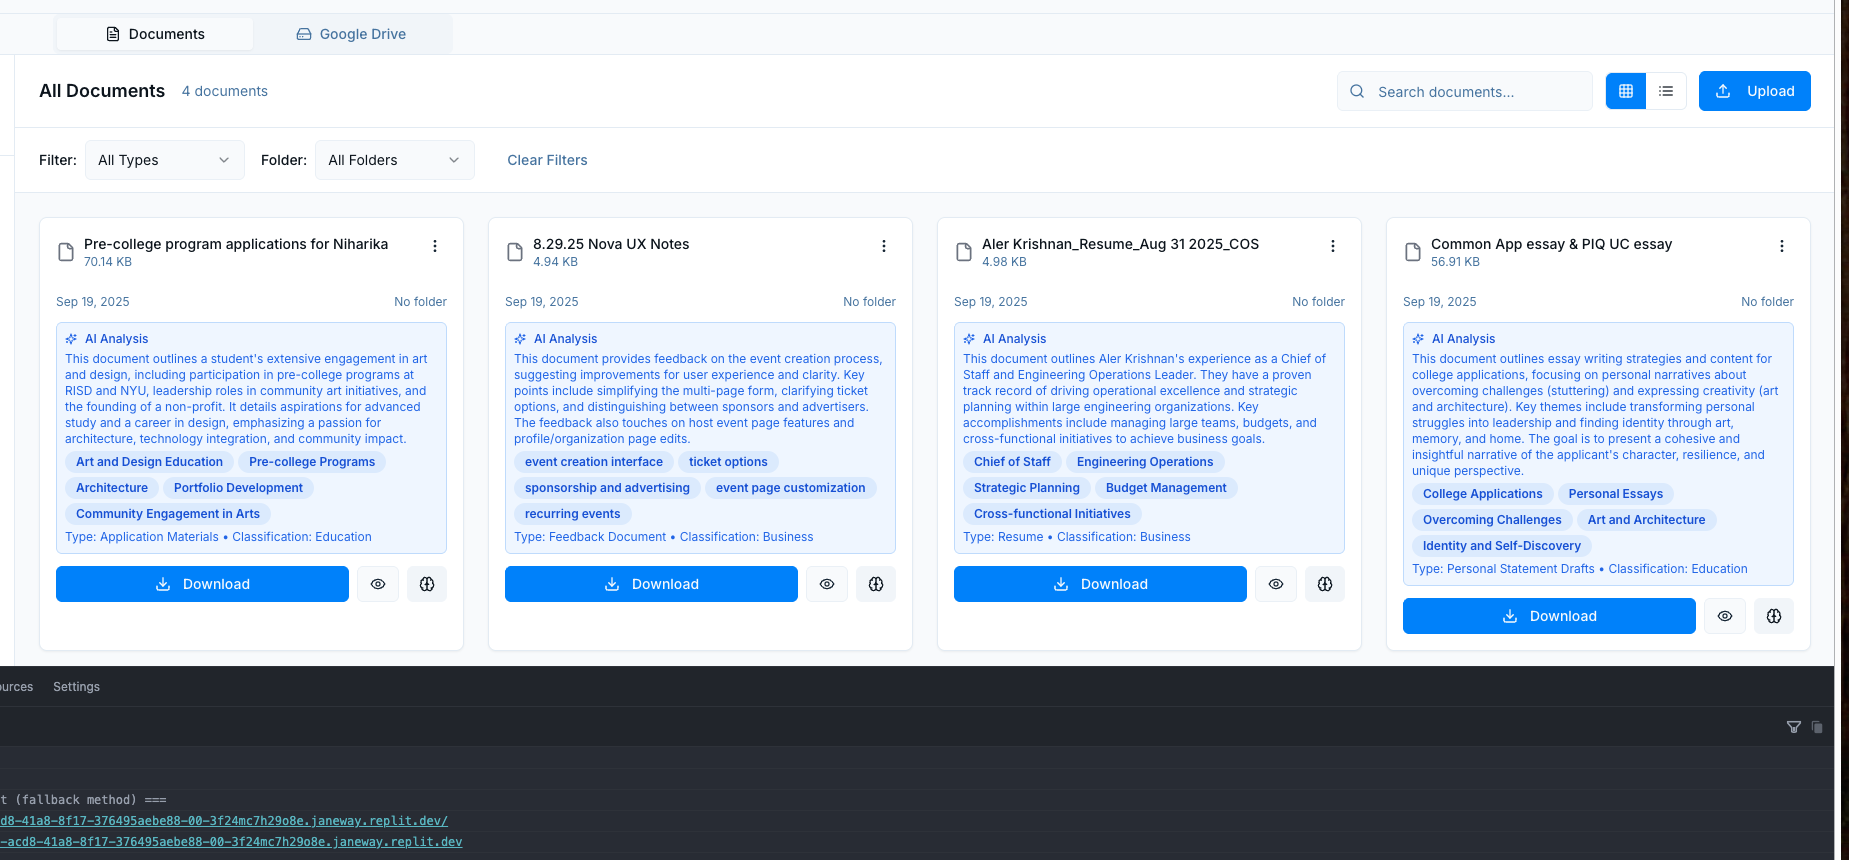 Documents
Google Drive
All Documents
4 documents
Search documents...
Upload
Filter:
All Types
Folder:
All Folders
Clear Filters
Pre-college program applications for Niharika
70.14 KB
Sep 19, 2025
No folder
AI Analysis
This document outlines a student's extensive engagement in art
and design, including participation in pre-college programs at
RISD and NYU, leadership roles in community art initiatives, and
the founding of a non-profit. It details aspirations for advanced
study and a career in design, emphasizing a passion for
architecture, technology integration, and community impact.
Art and Design Education
Pre-college Programs
Architecture
Portfolio Development
Community Engagement in Arts
Type: Application Materials • Classification: Education
Download
8.29.25 Nova UX Notes
4.94 KB
Sep 19, 2025
No folder
AI Analysis
This document provides feedback on the event creation process,
suggesting improvements for user experience and clarity. Key
points include simplifying the multi-page form, clarifying ticket
options, and distinguishing between sponsors and advertisers.
The feedback also touches on host event page features and
profile/organization page edits.
event creation interface
ticket options
sponsorship and advertising
event page customization
recurring events
Type: Feedback Document • Classification: Business
Download
Aler Krishnan_Resume_Aug 31 2025_COS
4.98 KB
Sep 19, 2025
No folder
AI Analysis
This document outlines Aler Krishnan's experience as a Chief of
Staff and Engineering Operations Leader. They have a proven
track record of driving operational excellence and strategic
planning within large engineering organizations. Key
accomplishments include managing large teams, budgets, and
cross-functional initiatives to achieve business goals.
Chief of Staff
Engineering Operations
Strategic Planning
Budget Management
Cross-functional Initiatives
Type: Resume • Classification: Business
Download
Common App essay & PIQ UC essay
56.91 KB
Sep 19, 2025
No folder
AI Analysis
This document outlines essay writing strategies and content for
college applications, focusing on personal narratives about
overcoming challenges (stuttering) and expressing creativity (art
and architecture). Key themes include transforming personal
struggles into leadership and finding identity through art,
memory, and home. The goal is to present a cohesive and
insightful narrative of the applicant's character, resilience, and
unique perspective.
College Applications
Personal Essays
Overcoming Challenges
Art and Architecture
Identity and Self-Discovery
Type: Personal Statement Drafts • Classification: Education
Download
ources
Settings
t (fallback method) ===
d8-41a8-8f17-376495aebe88-00-3f24mc7h29o8e.janeway.replit.dev/
-acd8-41a8-8f17-376495aebe88-00-3f24mc7h29o8e.janeway.replit.dev